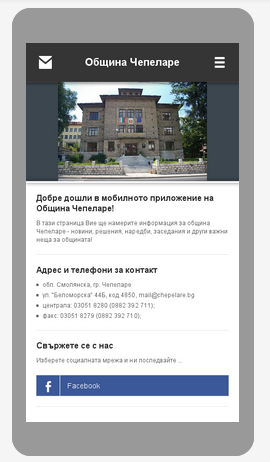 Община Чепеларе
Добре дошли в мобилното приложение на
Община Чепеларе!
В тази страница Вие ще намерите информация за община
Чепеларе - новини, решения, наредби, заседания и други важни
неща за общината!
Адрес и телефони за контакт
обл. Смолянска, гр. Чепеларе
ул."Беломорска" 44Б, код 4850, mail@chepelare.bg
централа: 03051 8280 (0882 392 711);
факс: 03051 8279 (0882 392 710);
Свържете се с нас
Изберете социалната мрежа и ни последвайте ...
Facebook